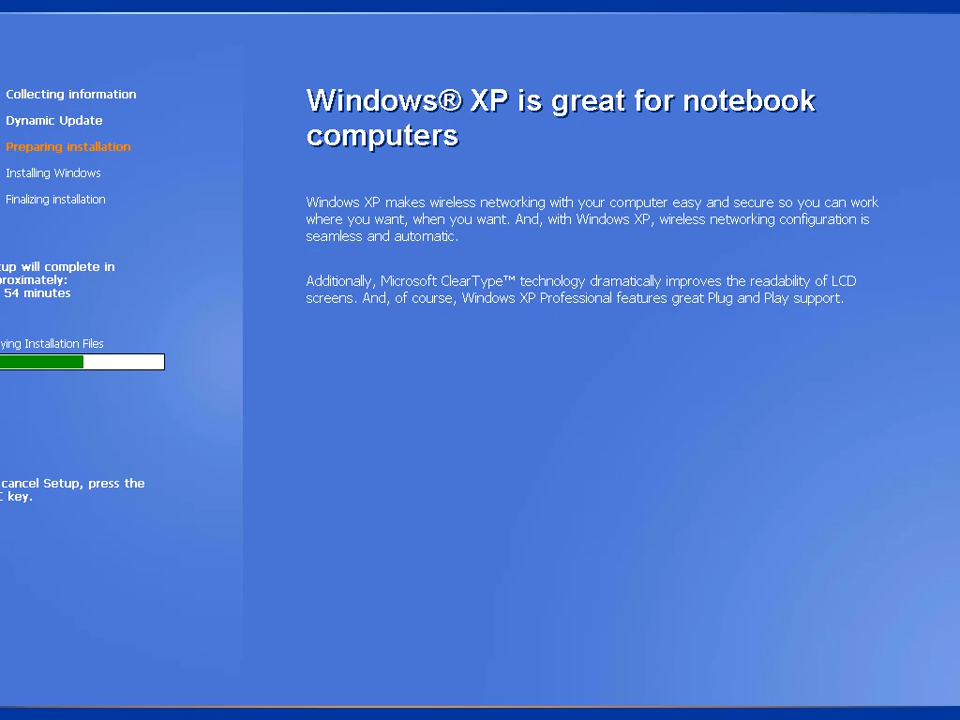 Collecting information
Dynamic Update
Preparing installation
Installing Windows
Finalizing installation
up will complete in
roximately:
54 minutes
ying Installation Files
cancel Setup, press the
key.
Windows® XP is great for notebook
computers
Windows XP makes wireless networking with your computer easy and secure so you can work
where you want, when you want. And, with Windows XP, wireless networking configuration is
seamless and automatic.
Additionally, Microsoft ClearType™ technology dramatically improves the readability of LCD
screens. And, of course, Windows XP Professional features great Plug and Play support.